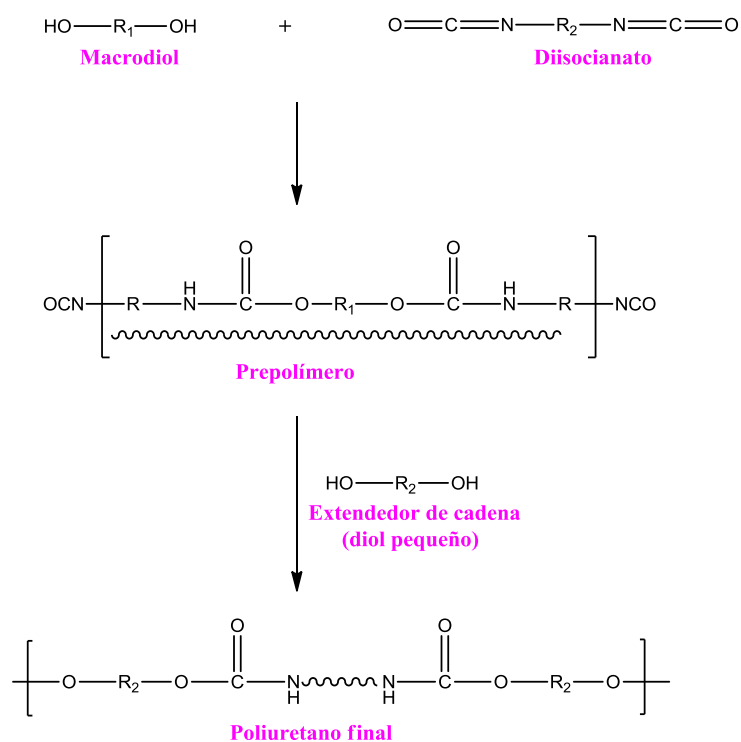 HO—R₁—OH + O=C=N—R₂—N=C=O
Macrodiol Diisocianato
O O
H H
OCN—R—N—C—O—R₁—O—C—N—R—NCO
Prepolímero
HO—R₂—OH
Extendedor de cadena
(diol pequeño)
O O
—O—R₂—O—C—N N—C—O—R₂—O—
H H
Poliuretano final